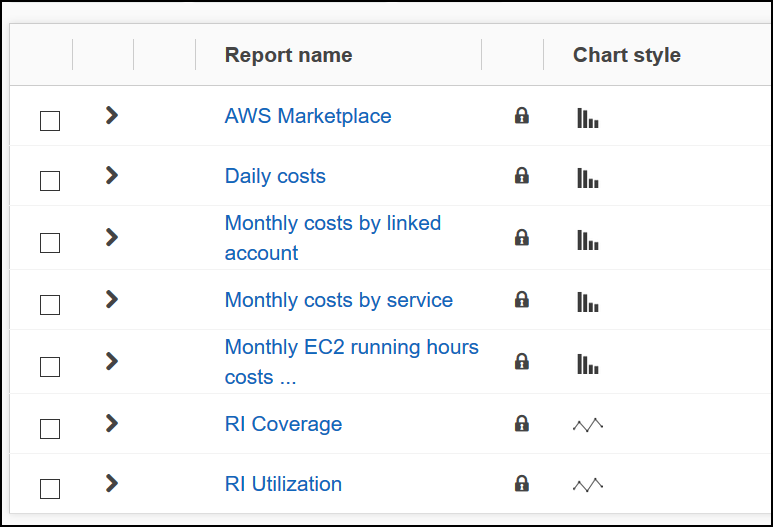 Report name
Chart style
AWS Marketplace
Daily costs
Monthly costs by linked
account
Monthly costs by service
Monthly EC2 running hours
costs ...
RI Coverage
RI Utilization